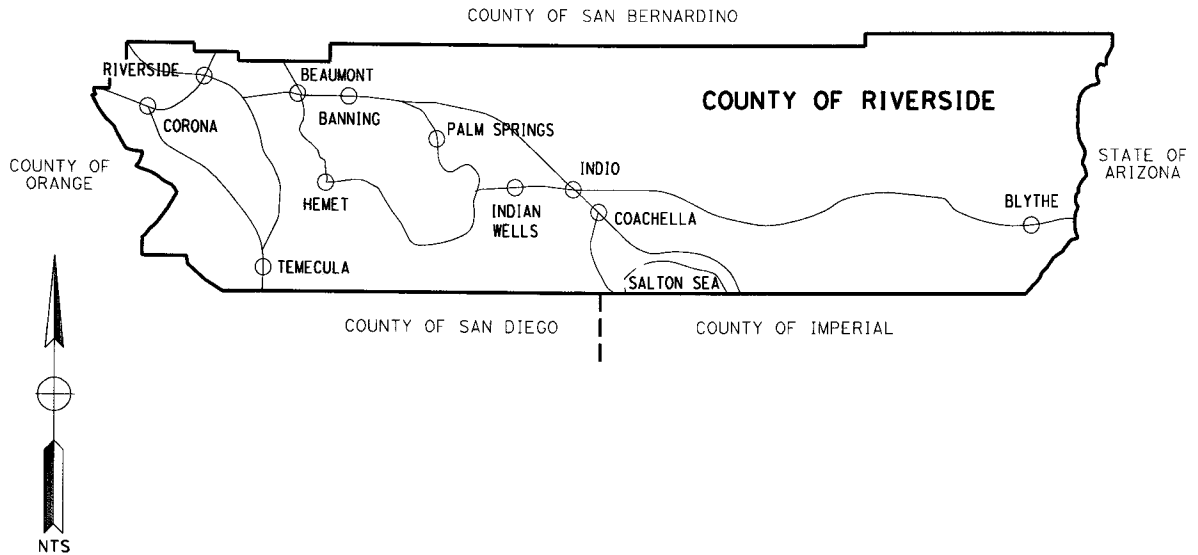 COUNTY OF SAN BERNARDINO
RIVERSIDE
BEAUMONT
COUNTY OF RIVERSIDE
CORONA
BANNING
PALM SPRINGS
COUNTY OF
ORANGE
STATE OF
ARIZONA
INDIO
HEMET
INDIAN
WELLS
COACHELLA
BLYTHE
TEMECULA
SALTON SEA
COUNTY OF SAN DIEGO
COUNTY OF IMPERIAL
NTS